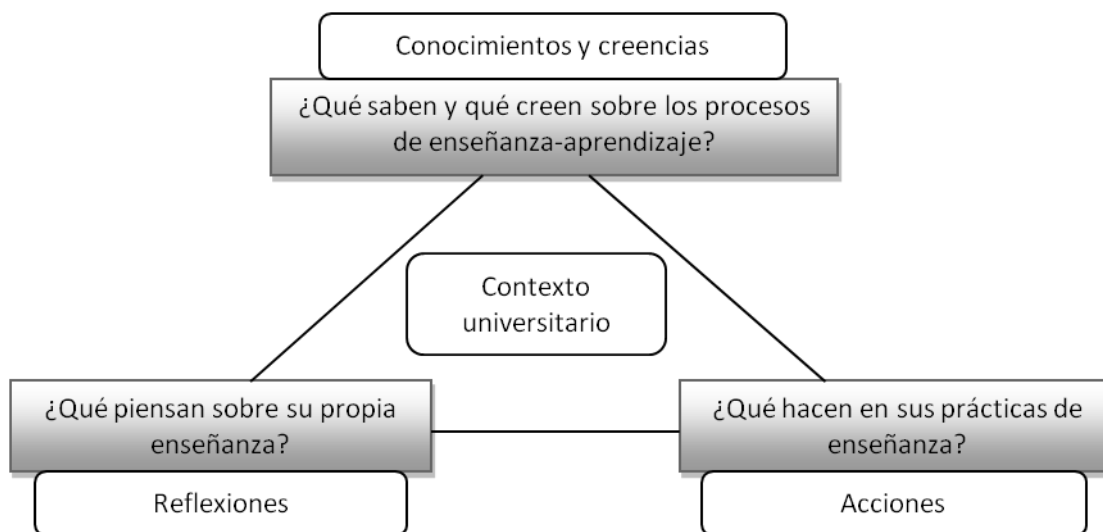 Conocimientos y creencias
¿Qué saben y qué creen sobre los procesos
de enseñanza-aprendizaje?
Contexto
universitario
¿Qué piensan sobre su propia
enseñanza?
Reflexiones
¿Qué hacen en sus prácticas de
enseñanza?
Acciones